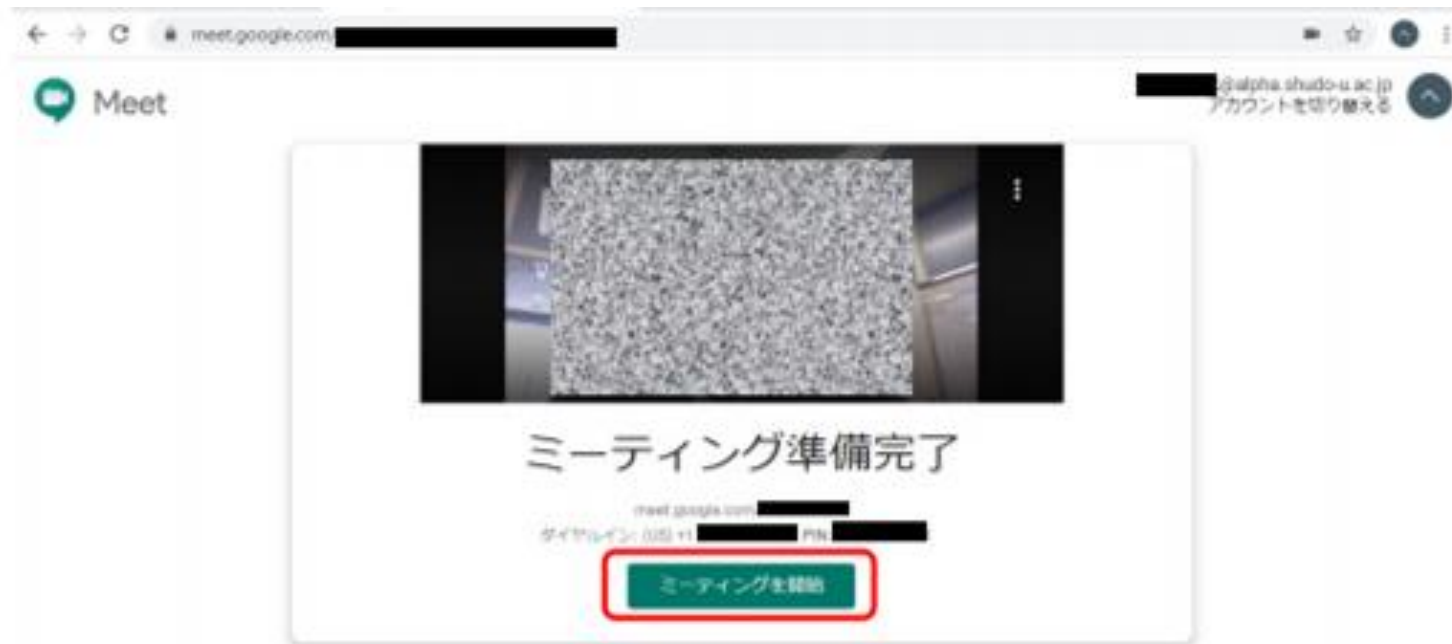 meet.google.com
Meet
@alpha.shudo-u.ac.jp
アカウントを切り替える
ミーティング準備完了
meet.google.com/
ダイヤルイン: (US) +1 PIN
ミーティングを開始